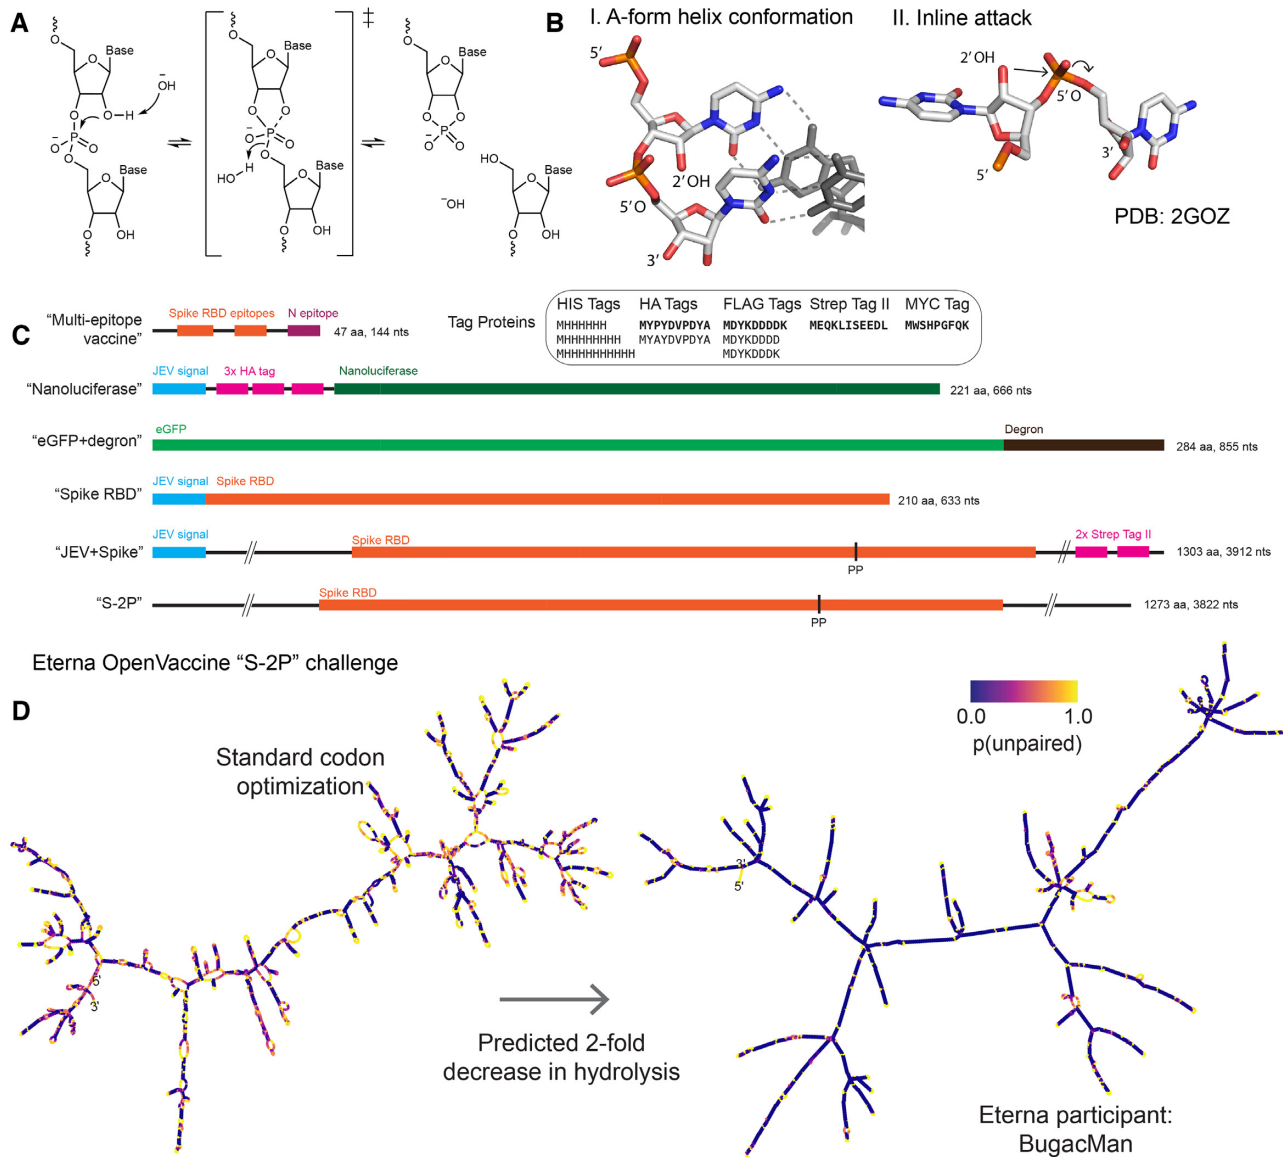 A
O
O
Base
O
O
H
⁻OH
⁻O
P
O
O
O
Base
O
OH
‡
O
O
Base
O
O
⁻O
P
O
O
H
HO
O
Base
O
OH
O
O
Base
O
O
P
⁻O
O
HO
O
Base
⁻OH
O
OH
B
I. A-form helix conformation
5’
2’OH
5’O
3’
II. Inline attack
2’OH
5’O
3’
5’
PDB: 2GOZ
C
Tag Proteins
HIS Tags HA Tags FLAG Tags Strep Tag II MYC Tag
MHHHHHH MYPYDVPDYA MDYKDDDDK MEQKLISEEDL MWSHPGFQK
MHHHHHHHH MYAYDVPDYA MDYKDDDD
MHHHHHHHHHH MDYKDDDK
“Multi-epitope
vaccine”
Spike RBD epitopes N epitope
47 aa, 144 nts
“Nanoluciferase”
JEV signal 3x HA tag Nanoluciferase
221 aa, 666 nts
“eGFP+degron”
eGFP Degron
284 aa, 855 nts
“Spike RBD”
JEV signal Spike RBD
210 aa, 633 nts
“JEV+Spike”
JEV signal Spike RBD 2x Strep Tag II
PP
1303 aa, 3912 nts
“S-2P”
Spike RBD
PP
1273 aa, 3822 nts
Eterna OpenVaccine “S-2P” challenge
D
Standard codon
optimization
5'
3'
Predicted 2-fold
decrease in hydrolysis
0.0 1.0
p(unpaired)
3'
5'
Eterna participant:
BugacMan